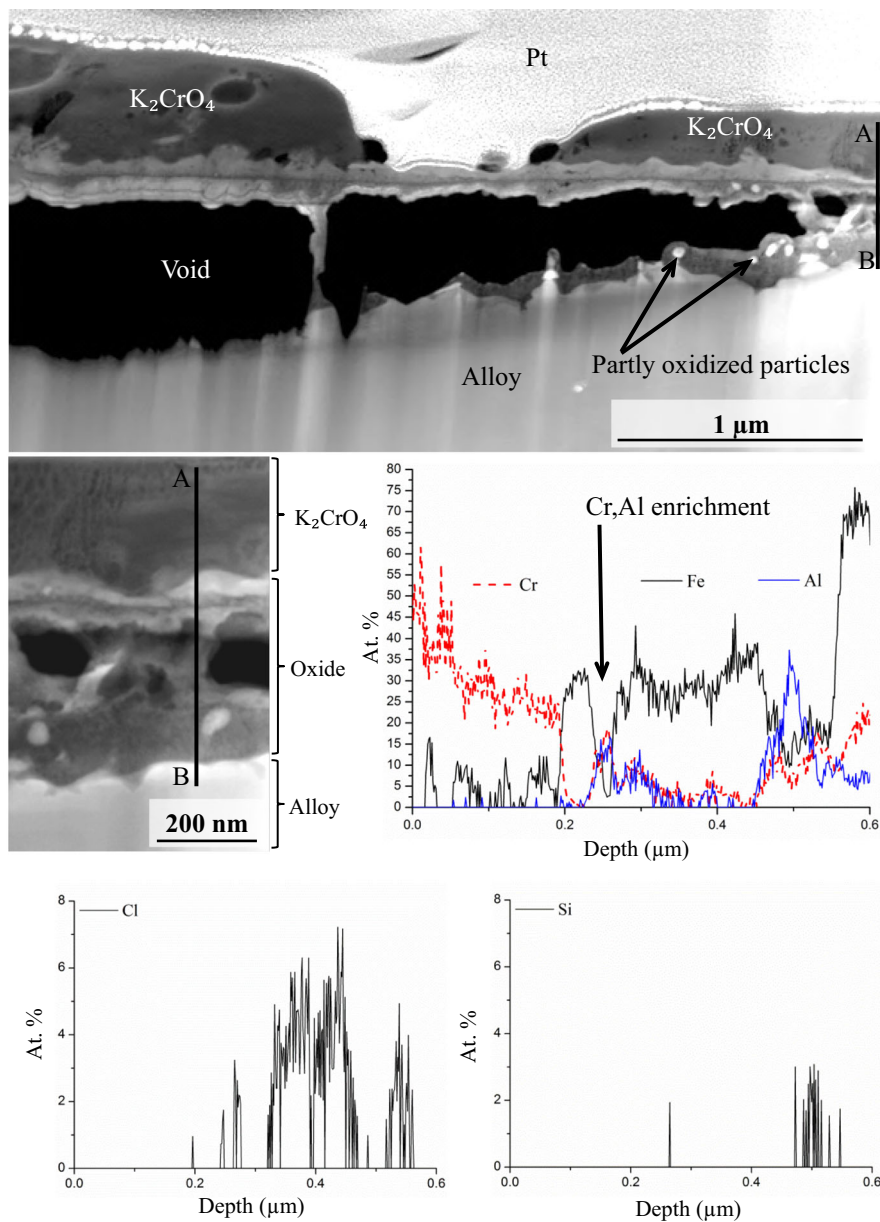 Pt
K₂CrO₄
K₂CrO₄
A
Void
B
Partly oxidized particles
Alloy
1 µm
A
K₂CrO₄
Oxide
B
Alloy
200 nm
80
75
70
65
60
55
50
45
40
35
30
25
20
15
10
5
0
At. %
Cr,Al enrichment
Cr
Fe
Al
0.0
0.2
0.4
0.6
Depth (µm)
8
6
4
2
0
At. %
Cl
0.0
0.2
0.4
0.6
Depth (µm)
8
6
4
2
0
At. %
Si
0.0
0.2
0.4
0.6
Depth (µm)